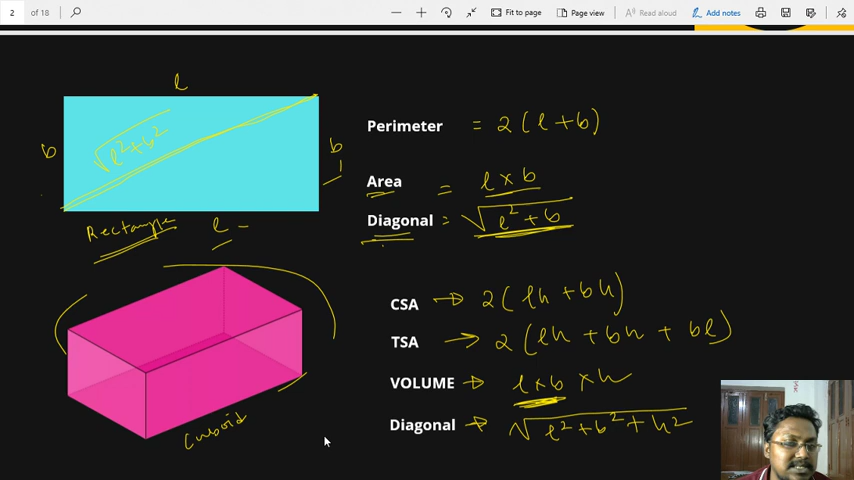 2 of 18 Fit to page Page view Read aloud Add notes
l
b √l²+b² b
Rectangle l
Perimeter = 2(l+b)
Area = l×b
Diagonal = √l²+b
CSA → 2(lh+bh)
TSA → 2(lh+bh+bl)
VOLUME → l×b×h
Diagonal → √l²+b²+h²
Cuboid